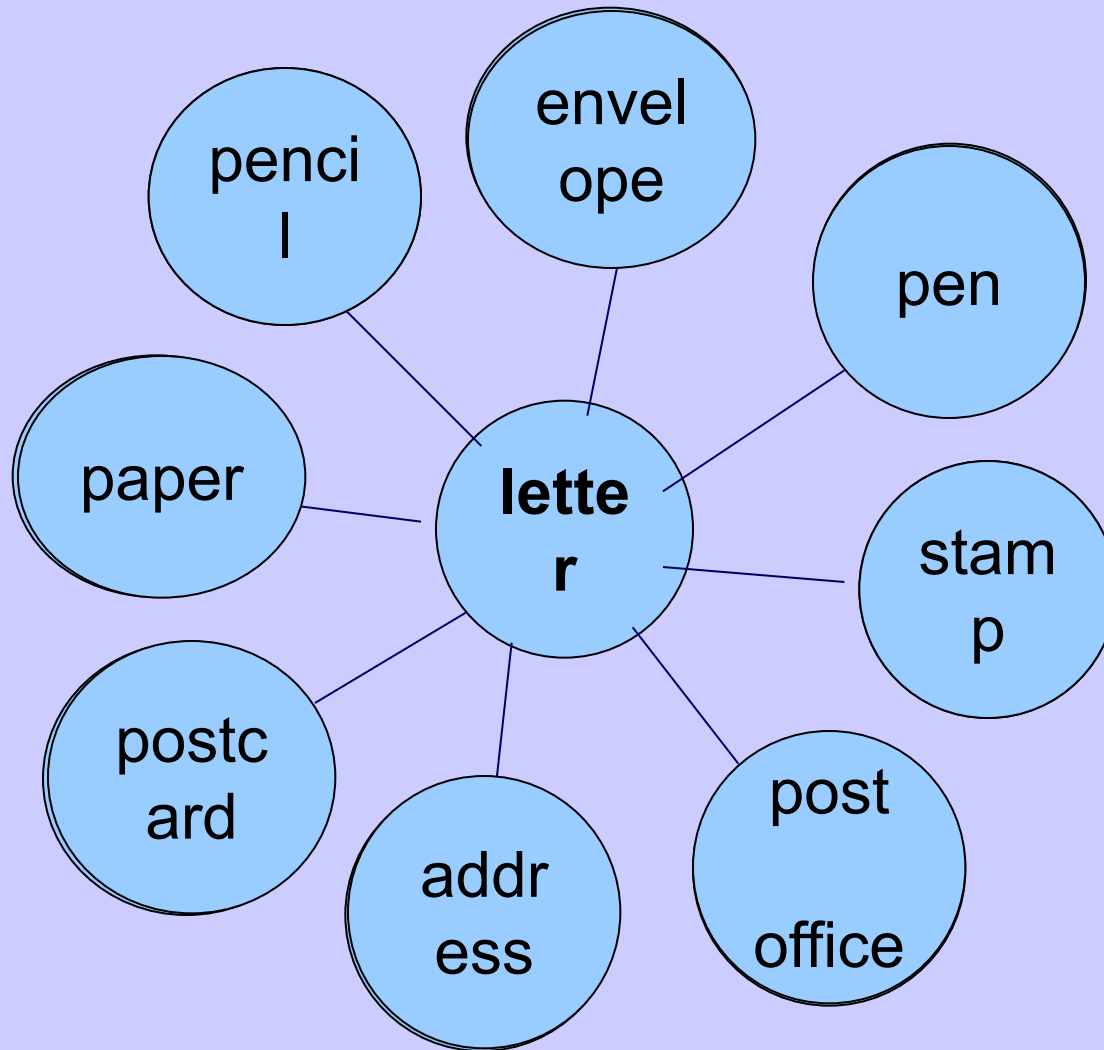 envel
ope
penci
l
pen
paper
lette
r
stam
p
postc
ard
post
office
addr
ess